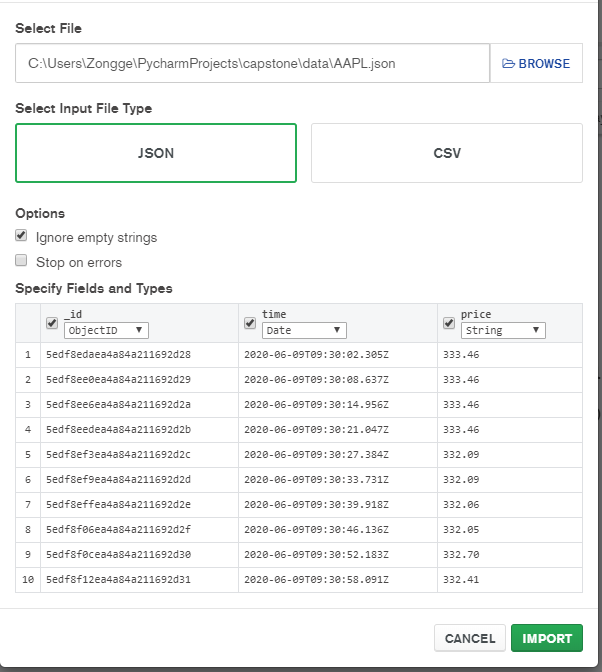 Select File
C:\Users\Zongge\PycharmProjects\capstone\data\AAPL.json BROWSE
Select Input File Type
JSON CSV
Options
Ignore empty strings
Stop on errors
Specify Fields and Types
_id time price
ObjectID Date String
1 5edf8edaea4a84a211692d28 2020-06-09T09:30:02.305Z 333.46
2 5edf8ee0ea4a84a211692d29 2020-06-09T09:30:08.637Z 333.46
3 5edf8ee6ea4a84a211692d2a 2020-06-09T09:30:14.956Z 333.46
4 5edf8eedea4a84a211692d2b 2020-06-09T09:30:21.047Z 333.46
5 5edf8ef3ea4a84a211692d2c 2020-06-09T09:30:27.384Z 332.09
6 5edf8ef9ea4a84a211692d2d 2020-06-09T09:30:33.731Z 332.09
7 5edf8effea4a84a211692d2e 2020-06-09T09:30:39.918Z 332.06
8 5edf8f06ea4a84a211692d2f 2020-06-09T09:30:46.136Z 332.05
9 5edf8f0cea4a84a211692d30 2020-06-09T09:30:52.183Z 332.70
10 5edf8f12ea4a84a211692d31 2020-06-09T09:30:58.091Z 332.41
CANCEL IMPORT